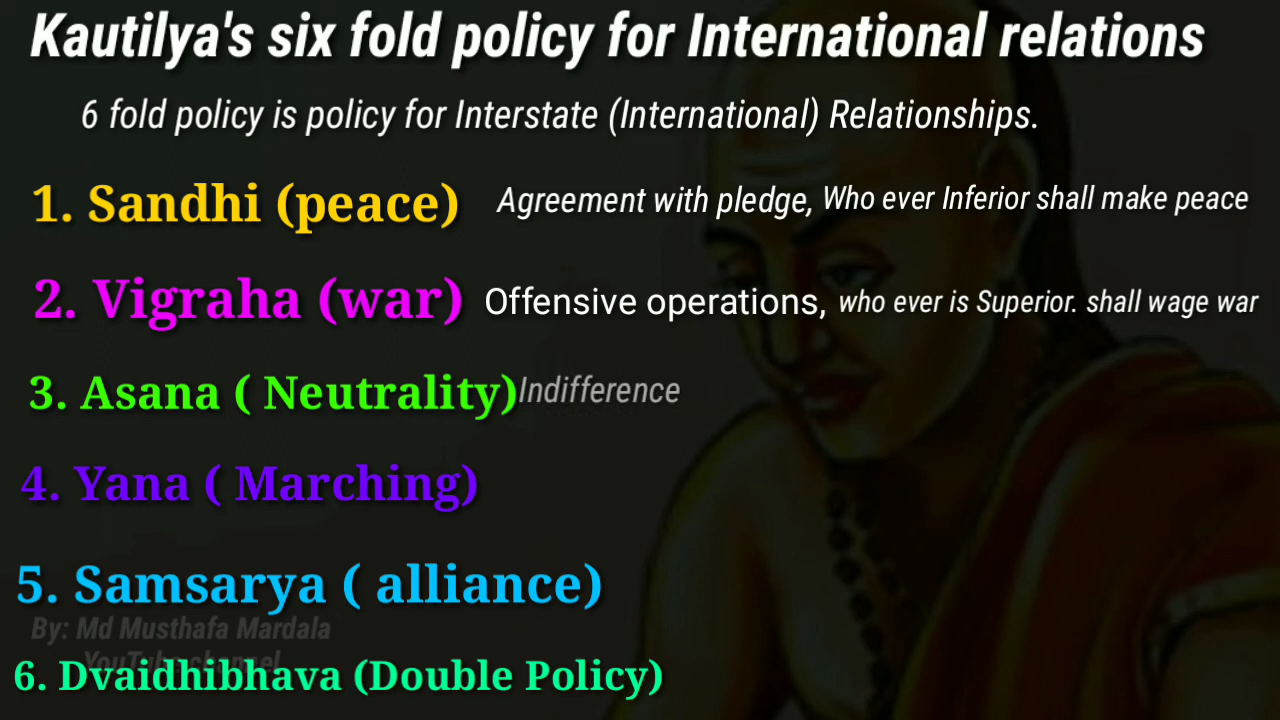 Kautilya's six fold policy for International relations
6 fold policy is policy for Interstate (International) Relationships.
1. Sandhi (peace) Agreement with pledge, Who ever Inferior shall make peace
2. Vigraha (war) Offensive operations, who ever is Superior. shall wage war
3. Asana ( Neutrality) Indifference
4. Yana ( Marching)
5. Samsarya ( alliance)
By: Md Musthafa Mardala
YouTube channel
6. Dvaidhibhava (Double Policy)